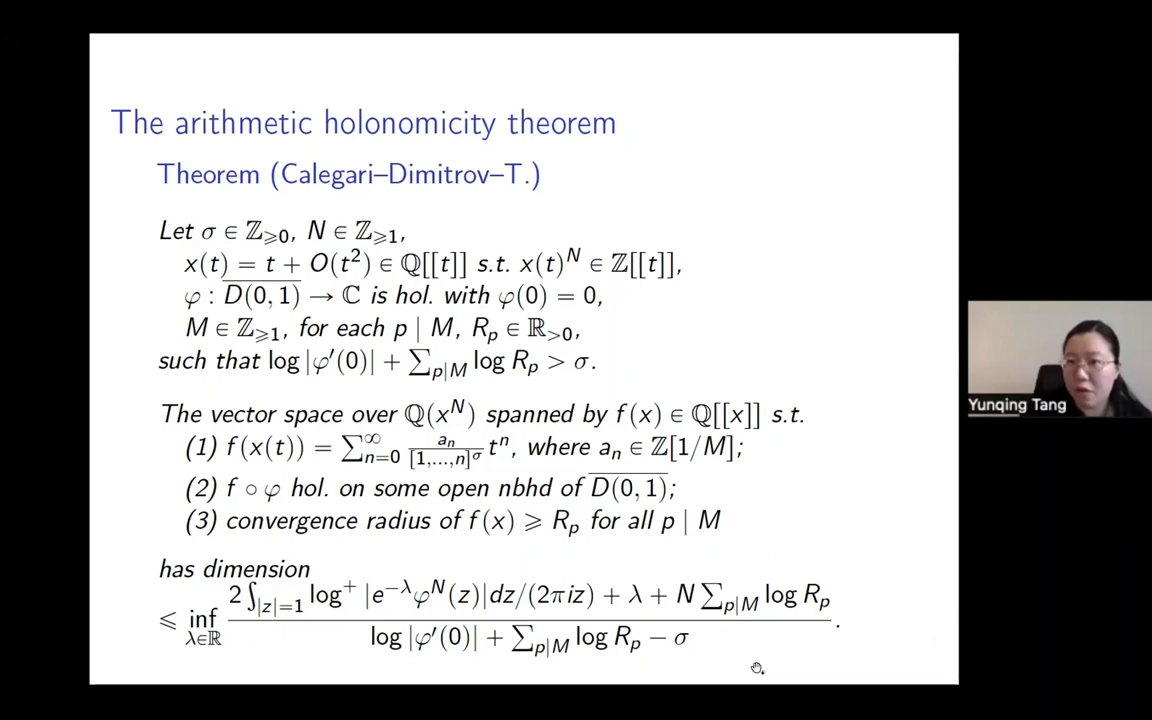 The arithmetic holonomicity theorem
Theorem (Calegari–Dimitrov–T.)
Let σ ∈ ℤ⩾0, N ∈ ℤ⩾1,
x(t) = t + O(t²) ∈ ℚ[[t]] s.t. x(t)^N ∈ ℤ[[t]],
φ : \overline{D(0, 1)} → ℂ is hol. with φ(0) = 0,
M ∈ ℤ⩾1, for each p | M, R_p ∈ ℝ>0,
such that log |φ′(0)| + ∑_{p|M} log R_p > σ.
The vector space over ℚ(x^N) spanned by f(x) ∈ ℚ[[x]] s.t.
(1) f(x(t)) = ∑_{n=0}^{∞} \frac{a_n}{[1,...,n]^σ} t^n, where a_n ∈ ℤ[1/M];
(2) f ∘ φ hol. on some open nbhd of \overline{D(0, 1)};
(3) convergence radius of f(x) ⩾ R_p for all p | M
has dimension
⩽ inf_{λ∈ℝ} \frac{2 ∫_{|z|=1} log⁺ |e^{−λ}φ^N(z)|dz/(2πiz) + λ + N ∑_{p|M} log R_p}{log |φ′(0)| + ∑_{p|M} log R_p − σ}.
Yunqing Tang